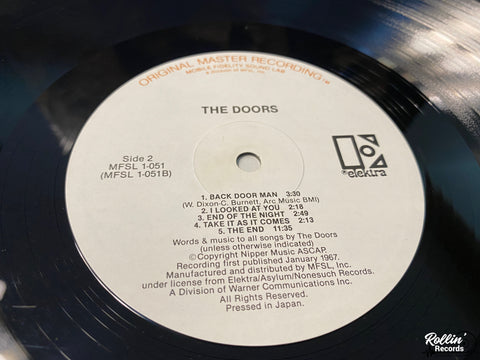 ORIGINAL MASTER RECORDING™
MOBILE FIDELITY SOUND LAB
A division of MFSL, Inc.
THE DOORS
Side 2
MFSL 1-051
(MFSL 1-051B)
elektra
1. BACK DOOR MAN 3:30
(W. Dixon-C. Burnett, Arc Music BMI)
2. I LOOKED AT YOU 2:18
3. END OF THE NIGHT 2:49
4. TAKE IT AS IT COMES 2:13
5. THE END 11:35
Words & music to all songs by The Doors
(unless otherwise indicated)
©Copyright Nipper Music ASCAP.
Recording first published January 1967.
Manufactured and distributed by MFSL, Inc.
under license from Elektra/Asylum/Nonesuch Records.
A Division of Warner Communications Inc.
All Rights Reserved.
Pressed in Japan.
Rollin'
Records